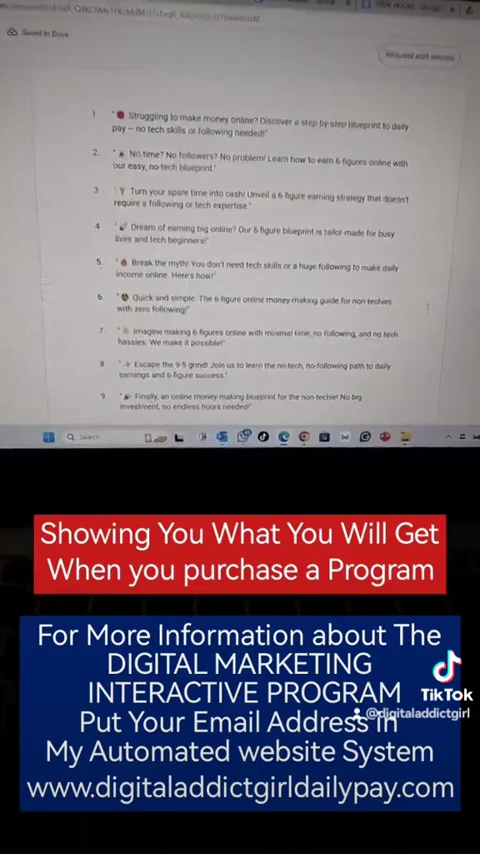 Saved to Drive
Request edit access
1 "🔴 Struggling to make money online? Discover a step-by-step blueprint to daily
pay – no tech skills or following needed!"
2. " No time? No followers? No problem! Learn how to earn 6-figures online with
our easy, no-tech blueprint."
3 "💡 Turn your spare time into cash! Unveil a 6 figure earning strategy that doesn't
require a following or tech expertise."
4 "🚀 Dream of earning big online? Our 6-figure blueprint is tailor-made for busy
lives and tech beginners!"
5. " Break the myth! You don't need tech skills or a huge following to make daily
income online. Here's how!"
6. " Quick and simple: The 6-figure online money-making guide for non-techies
with zero following!"
7. "🌟 Imagine making 6-figures online with minimal time, no following, and no tech
hassles. We make it possible!"
8 "✨ Escape the 9-5 grind! Join us to learn the no-tech, no-following path to daily
earnings and 6-figure success."
9. " Finally, an online money-making blueprint for the non-techie! No big
investment, no endless hours needed!"
Search
Showing You What You Will Get
When you purchase a Program
For More Information about The
DIGITAL MARKETING
INTERACTIVE PROGRAM
Put Your Email Address in
My Automated website System
www.digitaladdictgirldailypay.com
TikTok
@digitaladdictgirl